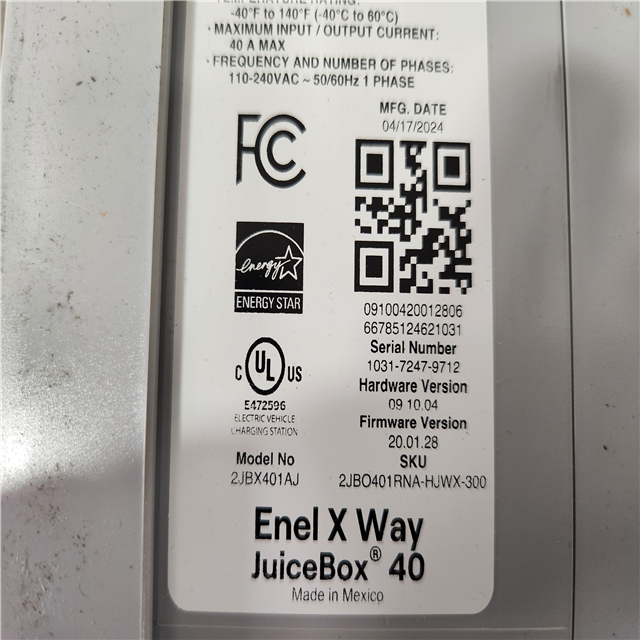 TEMPERATURE RATING:
-40°F to 140°F (-40°C to 60°C)
· MAXIMUM INPUT / OUTPUT CURRENT:
40 A MAX
· FREQUENCY AND NUMBER OF PHASES:
110-240VAC ~ 50/60Hz 1 PHASE
MFG. DATE
04/17/2024
FC
energy
ENERGY STAR
09100420012806
66785124621031
Serial Number
1031-7247-9712
Hardware Version
09.10.04
Firmware Version
20.01.28
SKU
2JBO401RNA-HJWX-300
C UL US
E472596
ELECTRIC VEHICLE
CHARGING STATION
Model No
2JBX401AJ
Enel X Way
JuiceBox® 40
Made in Mexico